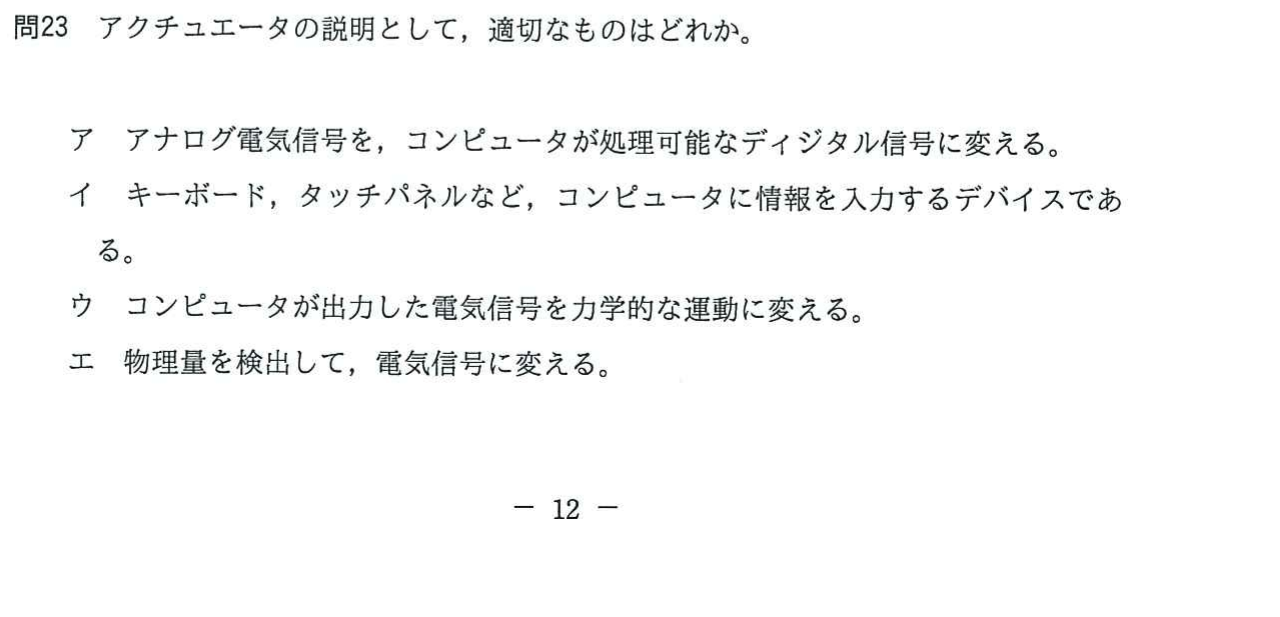 問23　アクチュエータの説明として，適切なものはどれか。
ア　アナログ電気信号を，コンピュータが処理可能なディジタル信号に変える。
イ　キーボード，タッチパネルなど，コンピュータに情報を入力するデバイスであ
る。
ウ　コンピュータが出力した電気信号を力学的な運動に変える。
エ　物理量を検出して，電気信号に変える。
－ 12 －